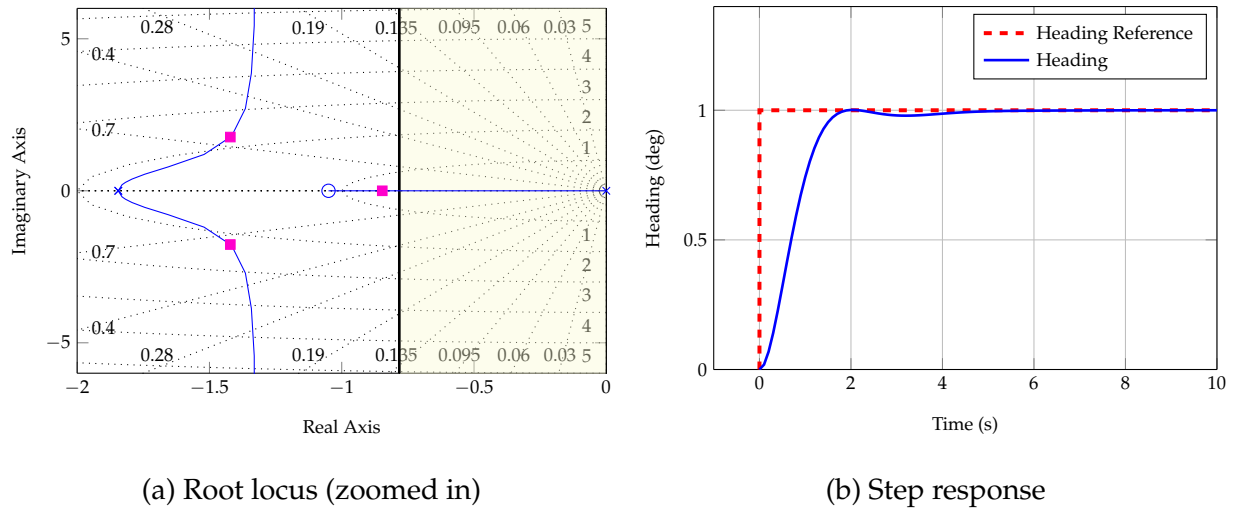 0.28 0.19 0.135 0.095 0.06 0.03 5
0.4
4
3
0.7
2
1
5
0
−5
1
0.7
2
3
0.4
4
0.28 0.19 0.135 0.095 0.06 0.03 5
−2 −1.5 −1 −0.5 0
Real Axis
Imaginary Axis
(a) Root locus (zoomed in)
Heading Reference
Heading
1
0.5
0
0 2 4 6 8 10
Time (s)
Heading (deg)
(b) Step response